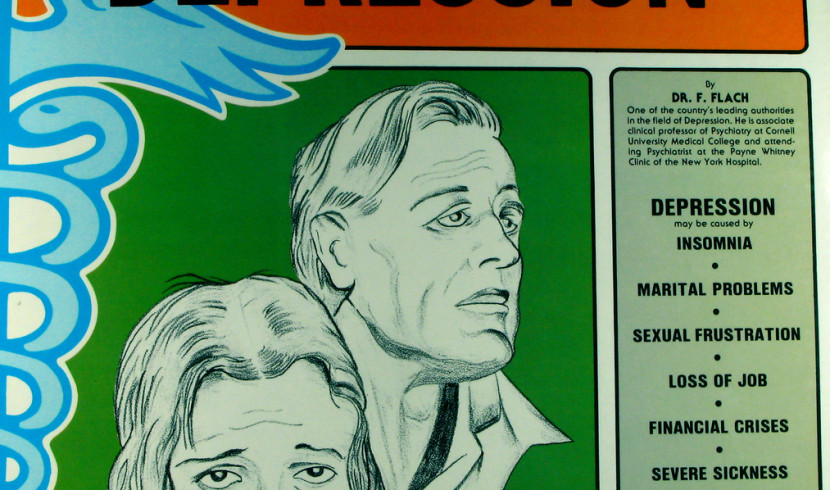 DEPRESSION
By
DR. F. FLACH
One of the country's leading authorities
in the field of Depression. He is associate
clinical professor of Psychiatry at Cornell
University Medical College and attend-
ing Psychiatrist at the Payne Whitney
Clinic of the New York Hospital.
DEPRESSION
may be caused by
INSOMNIA
•
MARITAL PROBLEMS
•
SEXUAL FRUSTRATION
•
LOSS OF JOB
•
FINANCIAL CRISES
•
SEVERE SICKNESS